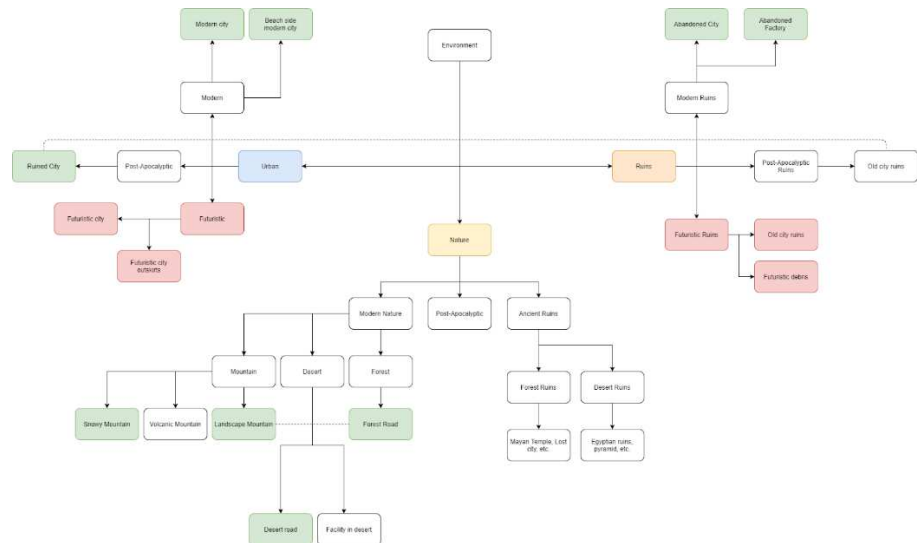 Modern city
Beach side
modern city
Environment
Abandoned City
Abandoned
Factory
Modern
Modern Ruins
Ruined City
Post-Apocalyptic
Urban
Ruins
Post-Apocalyptic
Ruins
Old city ruins
Futuristic city
Futuristic
Futuristic city
outskirts
Nature
Futuristic Ruins
Old city ruins
Futuristic debris
Modern Nature
Post-Apocalyptic
Ancient Ruins
Mountain
Desert
Forest
Forest Ruins
Desert Ruins
Snowy Mountain
Volcanic Mountain
Landscape Mountain
Forest Road
Mayan Temple, Lost
city, etc.
Egyptian ruins,
pyramid, etc.
Desert road
Facility in desert